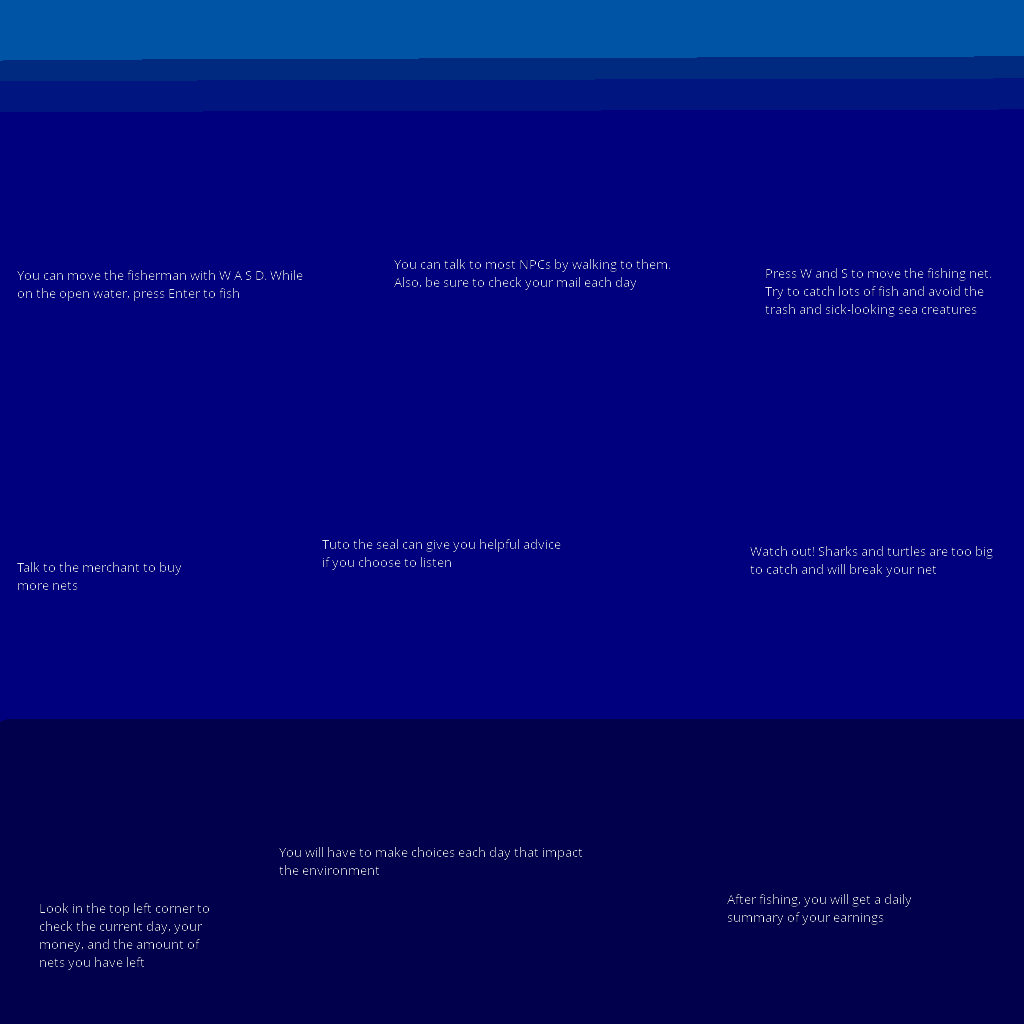 You can move the fisherman with W A S D. While
on the open water, press Enter to fish
You can talk to most NPCs by walking to them.
Also, be sure to check your mail each day
Press W and S to move the fishing net.
Try to catch lots of fish and avoid the
trash and sick-looking sea creatures
Talk to the merchant to buy
more nets
Tuto the seal can give you helpful advice
if you choose to listen
Watch out! Sharks and turtles are too big
to catch and will break your net
Look in the top left corner to
check the current day, your
money, and the amount of
nets you have left
You will have to make choices each day that impact
the environment
After fishing, you will get a daily
summary of your earnings